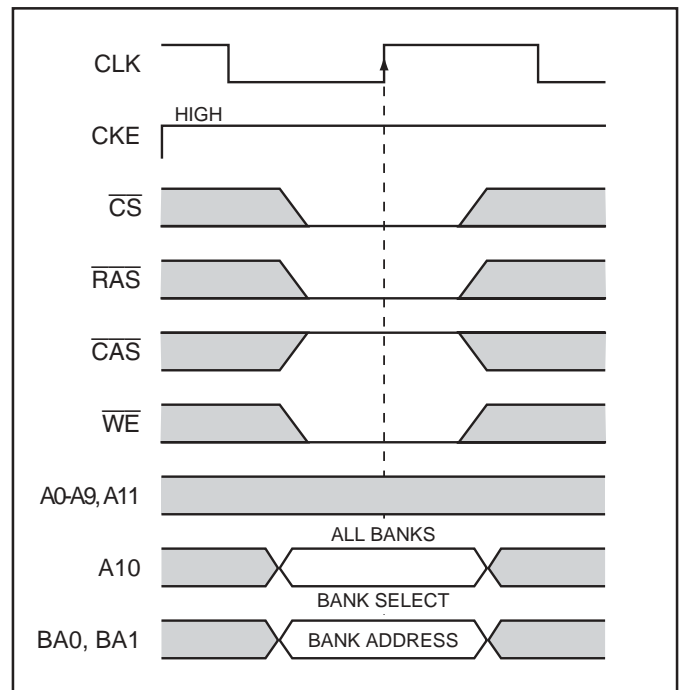 CLK
HIGH
CKE
CS
RAS
CAS
WE
A0-A9, A11
ALL BANKS
A10
BANK SELECT
BA0, BA1
BANK ADDRESS